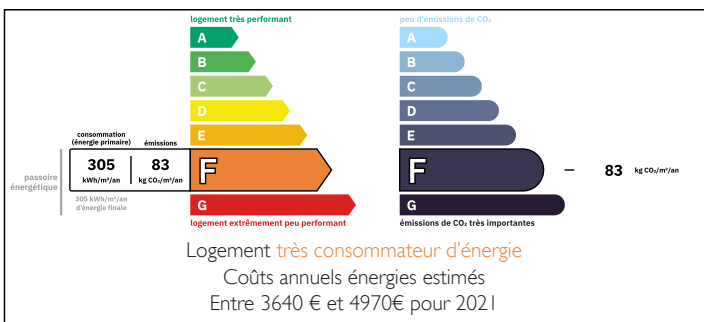 logement très performant
A
B
C
D
E
F
G
logement extrêmement peu performant
consommation
(énergie primaire)
émissions
305
kWh/m²/an
83
kg CO₂/m²/an
passoire
énergétique
305 kWh/m²/an
d'énergie finale
peu d'émissions de CO₂
A
B
C
D
E
F
G
émissions de CO₂ très importantes
83 kg CO₂/m²/an
Logement très consommateur d'énergie
Coûts annuels énergies estimés
Entre 3640 € et 4970€ pour 2021